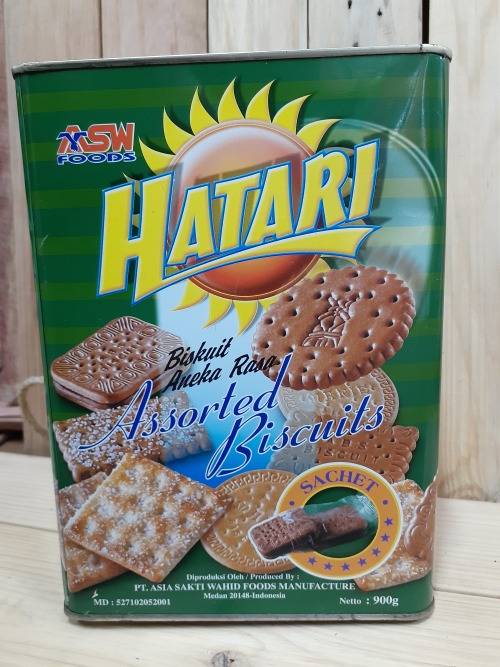 ASW
FOODS
HATARI
Biskuit
Aneka Rasa
Assorted
Biscuits
SACHET
Diproduksi Oleh / Produced By :
PT. ASIA SAKTI WAHID FOODS MANUFACTURE
Medan 20148-Indonesia
MD : 527102052001
Netto : 900g